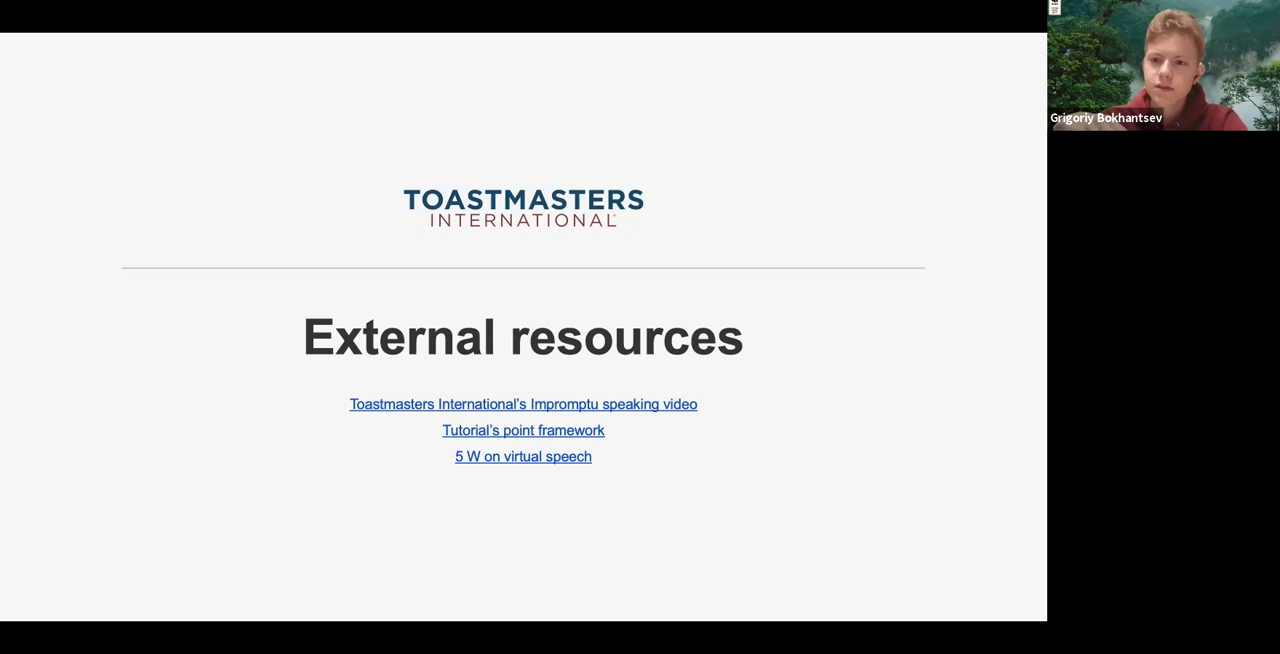 TOASTMASTERS
INTERNATIONAL
External resources
Toastmasters International's Impromptu speaking video
Tutorial's point framework
5 W on virtual speech
Grigoriy Bokhantsev